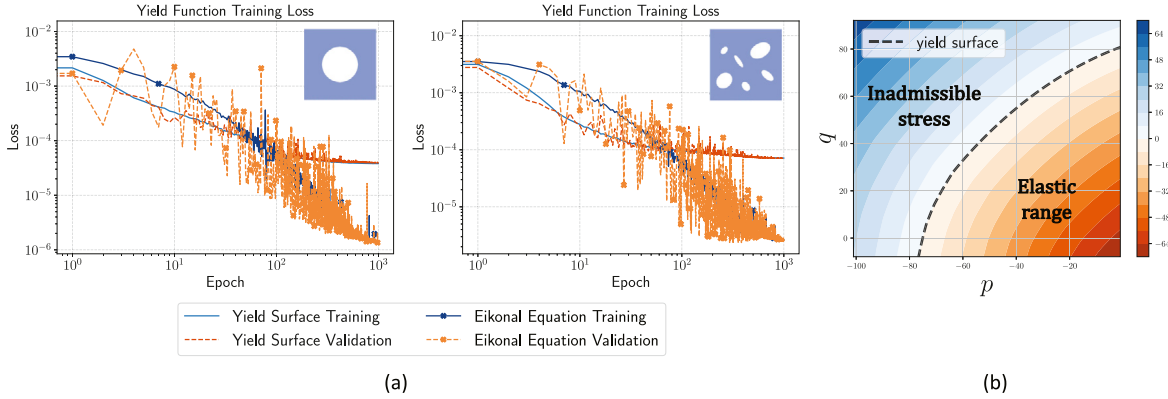 Yield Function Training Loss
10⁻²
10⁻³
10⁻⁴
10⁻⁵
10⁻⁶
Loss
10⁰ 10¹ 10² 10³
Epoch
Yield Function Training Loss
10⁻²
10⁻³
10⁻⁴
10⁻⁵
Loss
10⁰ 10¹ 10² 10³
Epoch
Yield Surface Training
Yield Surface Validation
Eikonal Equation Training
Eikonal Equation Validation
(a)
yield surface
Inadmissible
stress
Elastic
range
80
60
40
20
0
q
-100 -80 -60 -40 -20
p
64
48
32
16
0
-16
-32
-48
-64
(b)